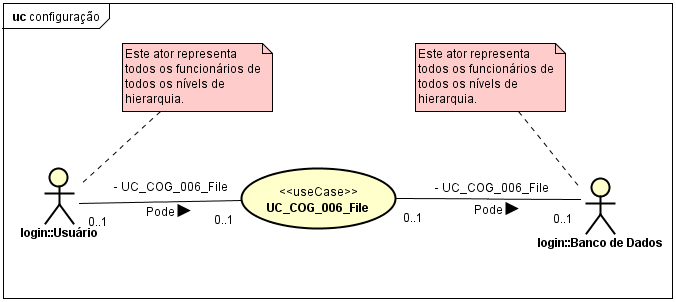 uc configuração
Este ator representa
todos os funcionários de
todos os nívels de
hierarquia.
Este ator representa
todos os funcionários de
todos os nívels de
hierarquia.
- UC_COG_006_File
- UC_COG_006_File
<<useCase>>
UC_COG_006_File
0..1
Pode
0..1
0..1
Pode
0..1
login::Usuário
login::Banco de Dados